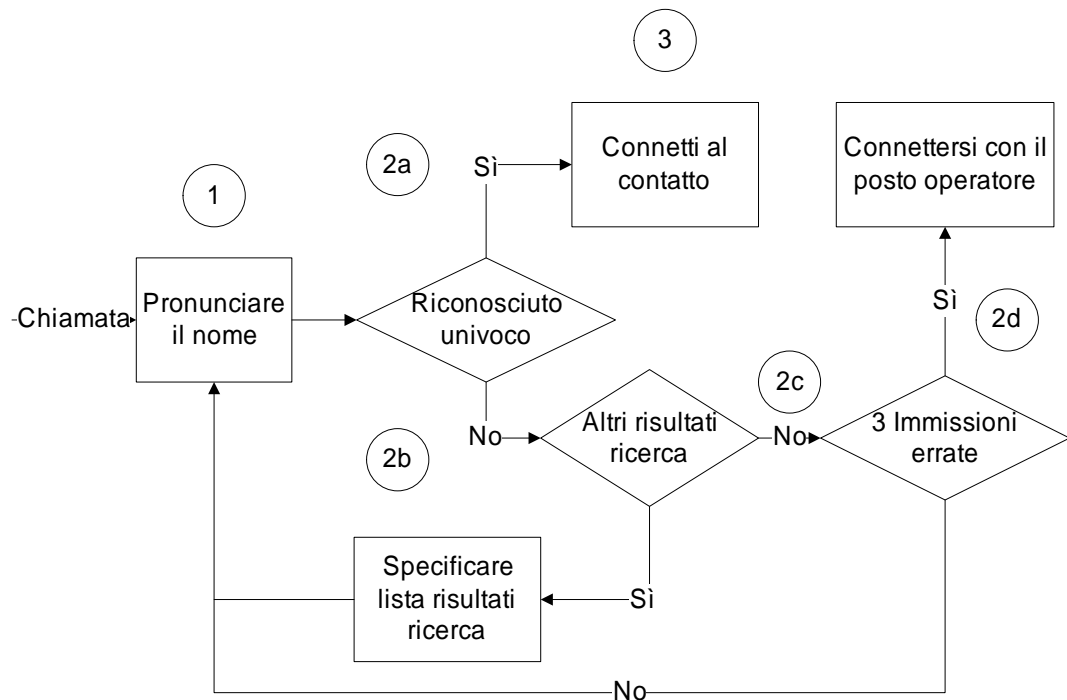 3
Connetti al
contatto
Connettersi con il
posto operatore
2a
Sì
1
Sì
2d
Chiamata
Pronunciare
il nome
Riconosciuto
univoco
2c
No
Altri risultati
ricerca
No
3 Immissioni
errate
2b
Specificare
lista risultati
ricerca
Sì
No